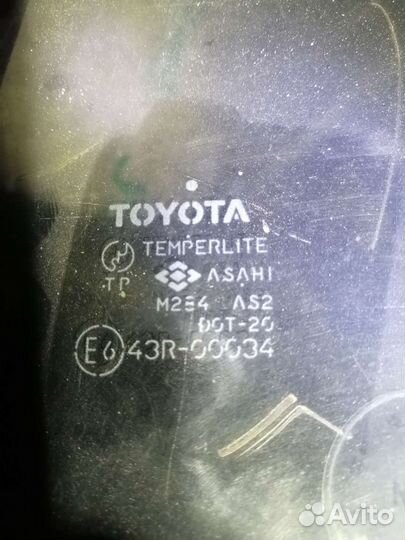 TOYOTA
TEMPERLITE
TP ASAHI
M2E4 AS2
DOT-20
E6 43R-00034
Avito